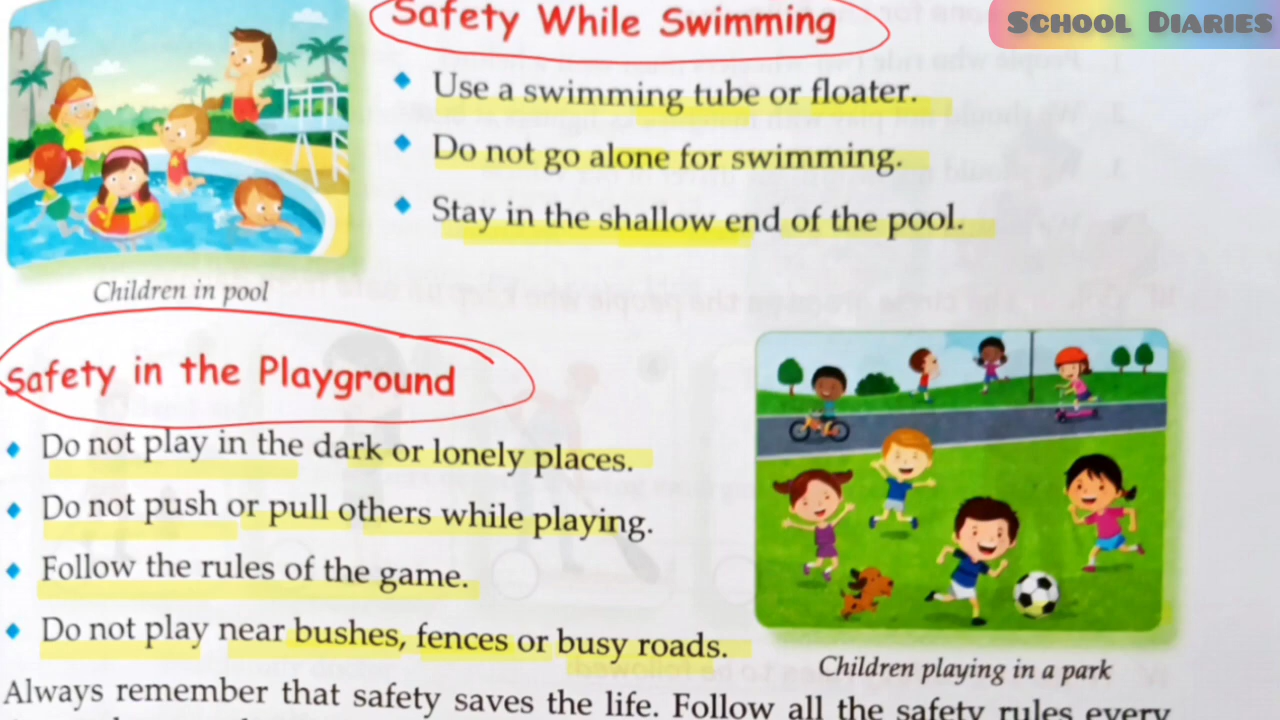 School Diaries
Safety While Swimming
Use a swimming tube or floater.
Do not go alone for swimming.
Stay in the shallow end of the pool.
Children in pool
Safety in the Playground
Do not play in the dark or lonely places.
Do not push or pull others while playing.
Follow the rules of the game.
Do not play near bushes, fences or busy roads.
Children playing in a park
Always remember that safety saves the life. Follow all the safety rules every